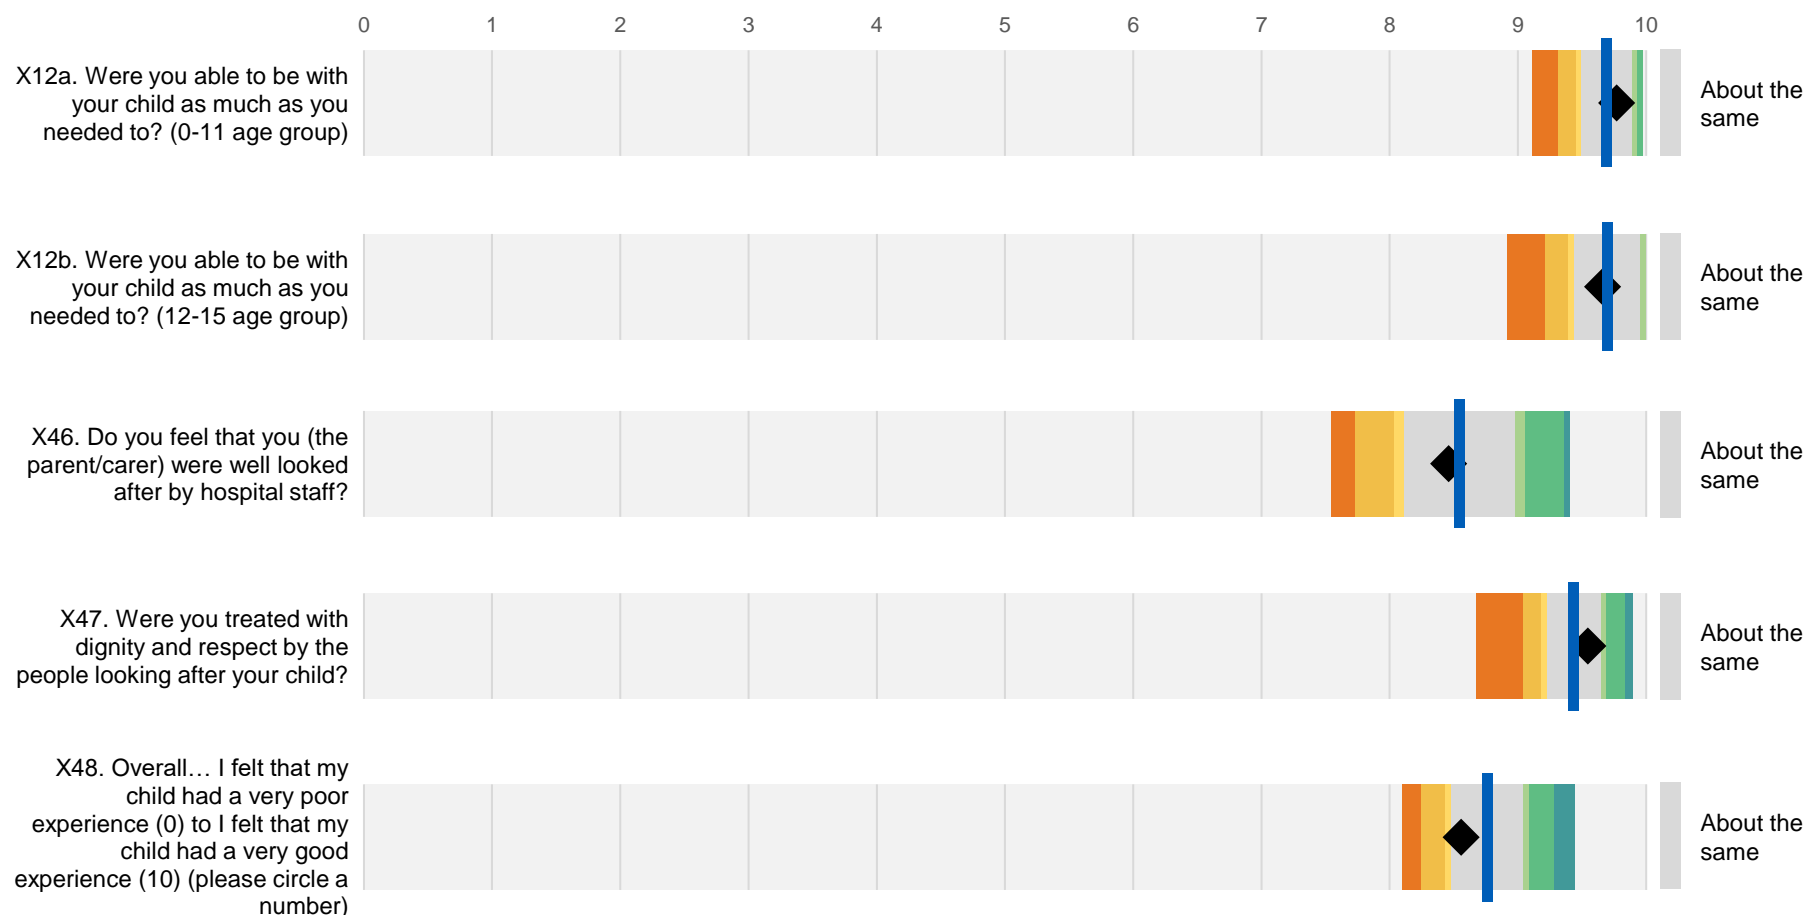 0 1 2 3 4 5 6 7 8 9 10
X12a. Were you able to be with
your child as much as you
needed to? (0-11 age group)
About the
same
X12b. Were you able to be with
your child as much as you
needed to? (12-15 age group)
About the
same
X46. Do you feel that you (the
parent/carer) were well looked
after by hospital staff?
About the
same
X47. Were you treated with
dignity and respect by the
people looking after your child?
About the
same
X48. Overall… I felt that my
child had a very poor
experience (0) to I felt that my
child had a very good
experience (10) (please circle a
number)
About the
same